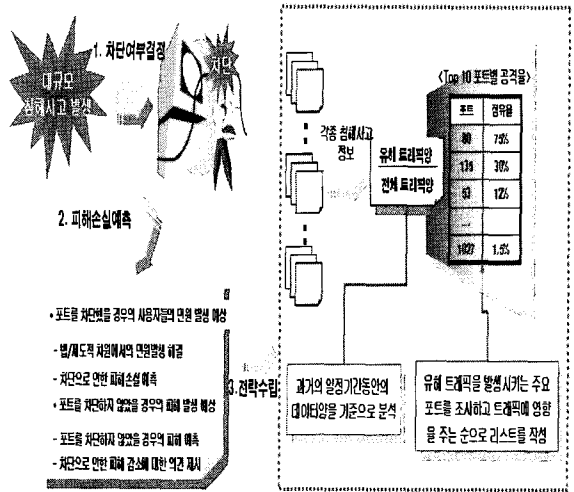 대규모
침해사고 발생
1. 차단여부결정
차단
2. 피해손실예측
• 포트를 차단했을 경우의 사용자들의 민원 발생 예상
- 법/제도적 차원에서의 민원발생 해결
- 차단으로 인한 피해손실 예측
• 포트를 차단하지 않았을 경우의 피해 발생 예상
- 포트를 차단하지 않았을 경우의 피해 예측
- 차단으로 인한 피해 감소에 대한 의견 제시
3. 전략수립
각종 침해사고
정보
유해 트래픽양
전체 트래픽양
<Top 10 포트별 공격율>
포트 점유율
80 75%
135 30%
53 12%
...
1027 1.5%
과거의 일정기간동안의
데이터양을 기준으로 분석
유해 트래픽을 발생시키는 주요
포트를 조사하고 트래픽에 영향
을 주는 순으로 리스트를 작성